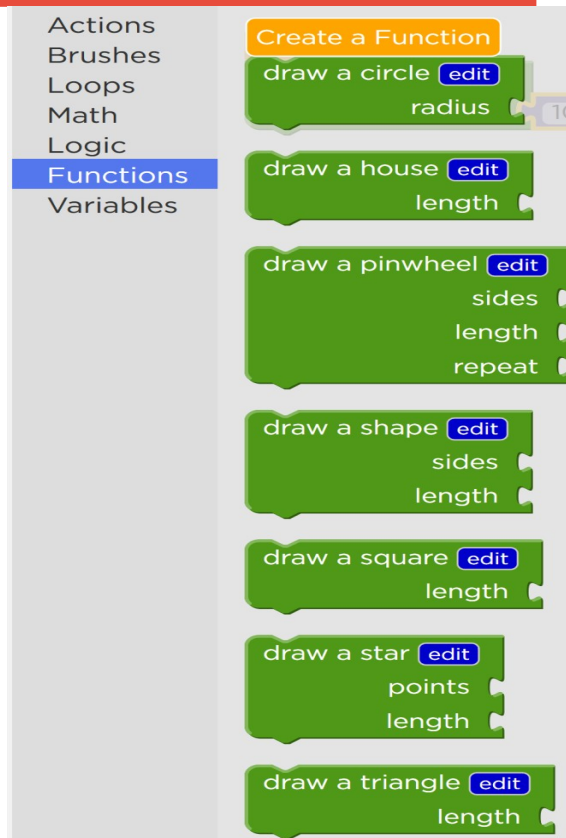 Actions
Brushes
Loops
Math
Logic
Functions
Variables
Create a Function
draw a circle edit
radius
draw a house edit
length
draw a pinwheel edit
sides
length
repeat
draw a shape edit
sides
length
draw a square edit
length
draw a star edit
points
length
draw a triangle edit
length